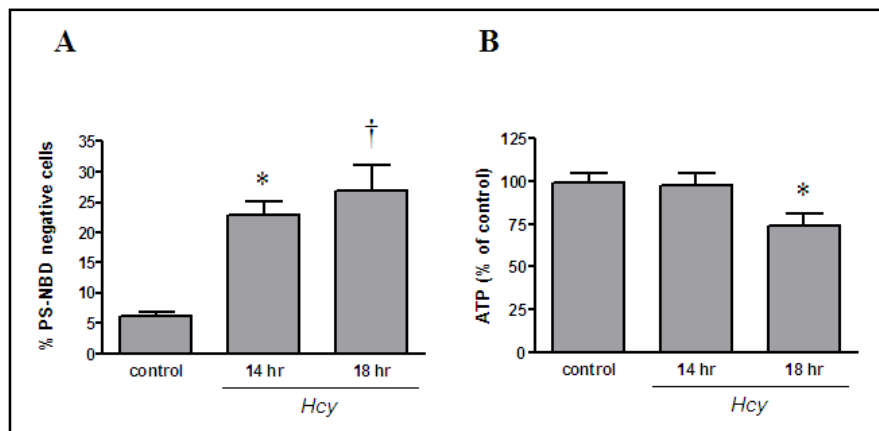 A
% PS-NBD negative cells
35
30
25
20
15
10
5
0
*
†
control 14 hr 18 hr
Hcy
B
ATP (% of control)
125
100
75
50
25
0
*
control 14 hr 18 hr
Hcy